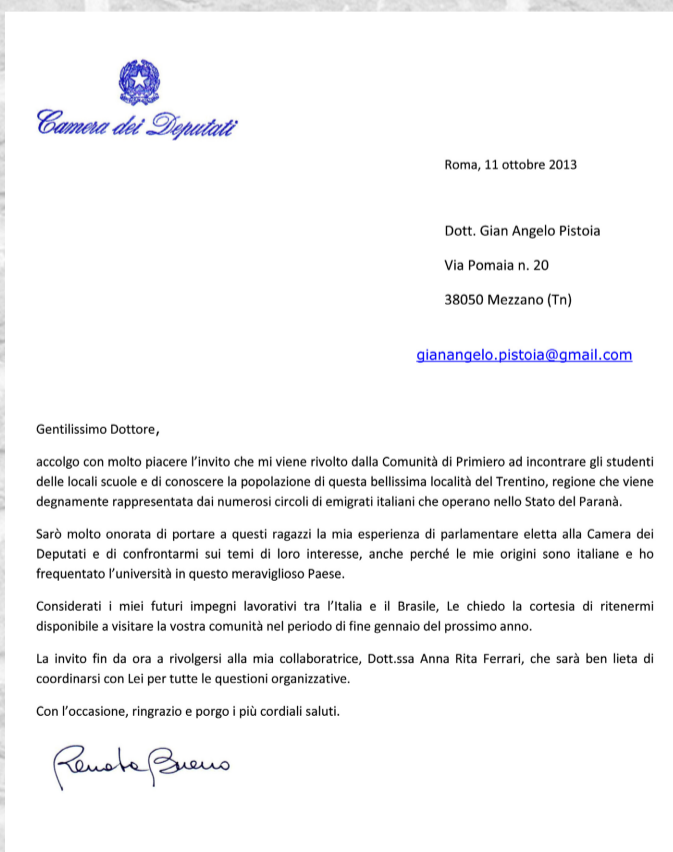 Camera dei Deputati
Roma, 11 ottobre 2013
Dott. Gian Angelo Pistoia
Via Pomaia n. 20
38050 Mezzano (Tn)
gianangelo.pistoia@gmail.com
Gentilissimo Dottore,
accolgo con molto piacere l’invito che mi viene rivolto dalla Comunità di Primiero ad incontrare gli studenti
delle locali scuole e di conoscere la popolazione di questa bellissima località del Trentino, regione che viene
degnamente rappresentata dai numerosi circoli di emigrati italiani che operano nello Stato del Paranà.
Sarò molto onorata di portare a questi ragazzi la mia esperienza di parlamentare eletta alla Camera dei
Deputati e di confrontarmi sui temi di loro interesse, anche perché le mie origini sono italiane e ho
frequentato l’università in questo meraviglioso Paese.
Considerati i miei futuri impegni lavorativi tra l’Italia e il Brasile, Le chiedo la cortesia di ritenermi
disponibile a visitare la vostra comunità nel periodo di fine gennaio del prossimo anno.
La invito fin da ora a rivolgersi alla mia collaboratrice, Dott.ssa Anna Rita Ferrari, che sarà ben lieta di
coordinarsi con Lei per tutte le questioni organizzative.
Con l’occasione, ringrazio e porgo i più cordiali saluti.
Renata Bueno